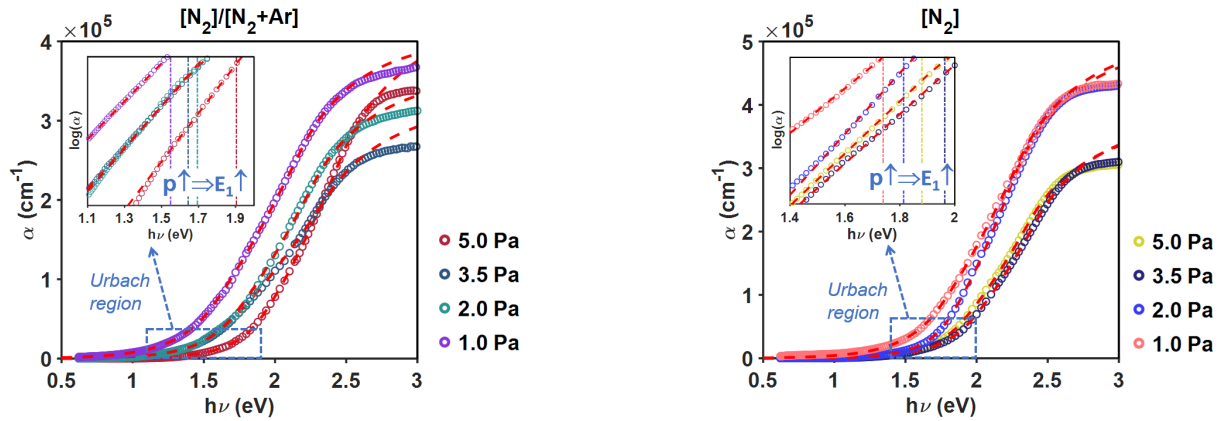 [N₂]/[N₂+Ar]
×10⁵
4
3
2
1
0
α (cm⁻¹)
0.5
1
1.5
2
2.5
3
hν (eV)
log(α)
1.1
1.3
1.5
1.7
1.9
hν (eV)
p↑⇒E₁↑
Urbach
region
5.0 Pa
3.5 Pa
2.0 Pa
1.0 Pa
[N₂]
×10⁵
5
4
3
2
1
0
α (cm⁻¹)
0.5
1
1.5
2
2.5
3
hν (eV)
log(α)
1.4
1.6
1.8
2
hν (eV)
p↑⇒E₁↑
Urbach
region
5.0 Pa
3.5 Pa
2.0 Pa
1.0 Pa